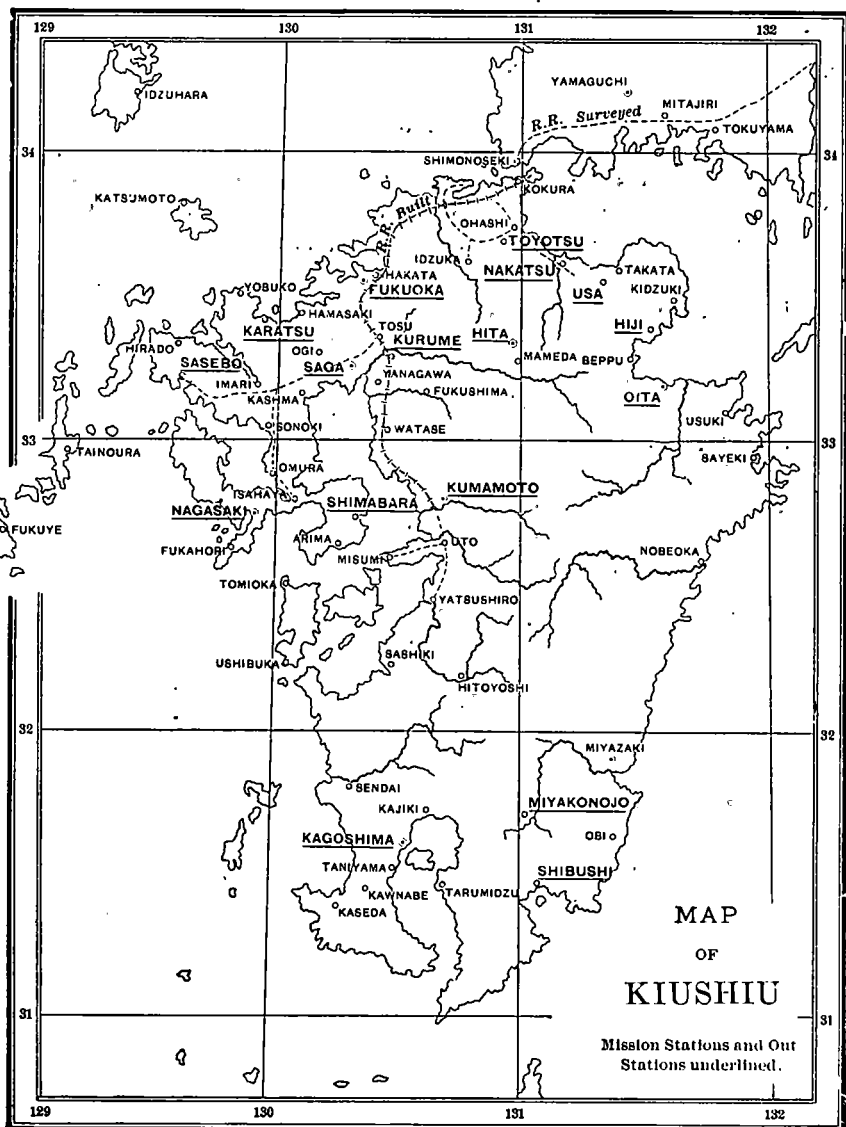 129 130 131 132
IDZUHARA
YAMAGUCHI
MITAJIRI
R.R. Surveyed
TOKUYAMA
34 34
SHIMONOSEKI
KOKURA
KATSUMOTO
R.R. Built
OHASHI
TOYOTSU
IDZUKA
NAKATSU
TAKATA
HAKATA
FUKUOKA
USA
KIDZUKI
YOBUKO
HAMASAKI
KARATSU
TOSU
HIJI
HIRADO
OGI
KURUME
HITA
SASEBO
SAGA
MAMEDA
BEPPU
IMARI
YANAGAWA
KASHMA
FUKUSHIMA
OITA
USUKI
SONOKI
WATASE
33 33
TAINOURA
SAYEKI
OMURA
ISAHAYA
KUMAMOTO
NAGASAKI
SHIMABARA
FUKUYE
ARIMA
UTO
FUKAHORI
MISUMI
NOBEOKA
TOMIOKA
YATSUSHIRO
USHIBUKA
SASHIKI
HITOYOSHI
32 32
MIYAZAKI
SENDAI
KAJIKI
MIYAKONOJO
OBI
KAGOSHIMA
TANIYAMA
SHIBUSHI
KAWNABE
TARUMIDZU
KASEDA
MAP
OF
KIUSHIU
31 31
Mission Stations and Out
Stations underlined.
129 130 131 132